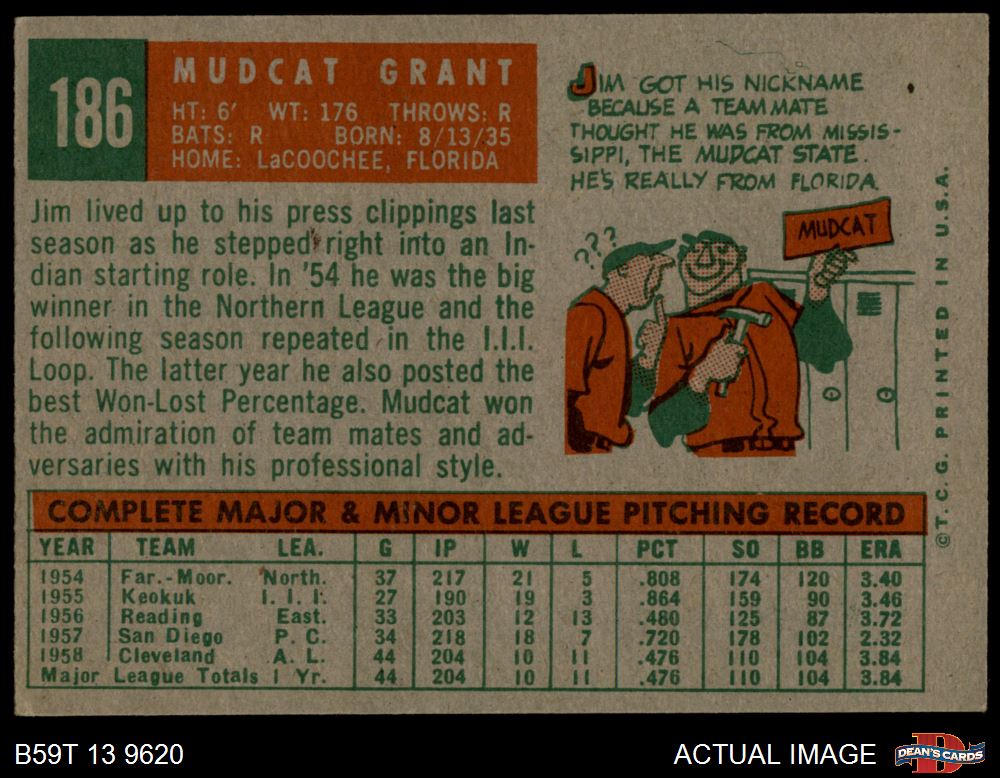 186
MUDCAT GRANT
HT: 6' WT: 176 THROWS: R
BATS: R BORN: 8/13/35
HOME: LaCOOCHEE, FLORIDA
JIM GOT HIS NICKNAME
BECAUSE A TEAM MATE
THOUGHT HE WAS FROM MISSIS-
SIPPI, THE MUDCAT STATE.
HE'S REALLY FROM FLORIDA.
???
MUDCAT
Jim lived up to his press clippings last
season as he stepped right into an In-
dian starting role. In '54 he was the big
winner in the Northern League and the
following season repeated in the I.I.I.
Loop. The latter year he also posted the
best Won-Lost Percentage. Mudcat won
the admiration of team mates and ad-
versaries with his professional style.
©T. C. G. PRINTED IN U.S.A.
COMPLETE MAJOR & MINOR LEAGUE PITCHING RECORD
YEAR TEAM LEA. G IP W L PCT SO BB ERA
1954 Far.-Moor. North. 37 217 21 5 .808 174 120 3.40
1955 Keokuk I. I. I. 27 190 19 3 .864 159 90 3.46
1956 Reading East. 33 203 12 13 .480 125 87 3.72
1957 San Diego P. C. 34 218 18 7 .720 178 102 2.32
1958 Cleveland A. L. 44 204 10 11 .476 110 104 3.84
Major League Totals 1 Yr. 44 204 10 11 .476 110 104 3.84
B59T 13 9620
ACTUAL IMAGE
D
DEAN'S CARDS